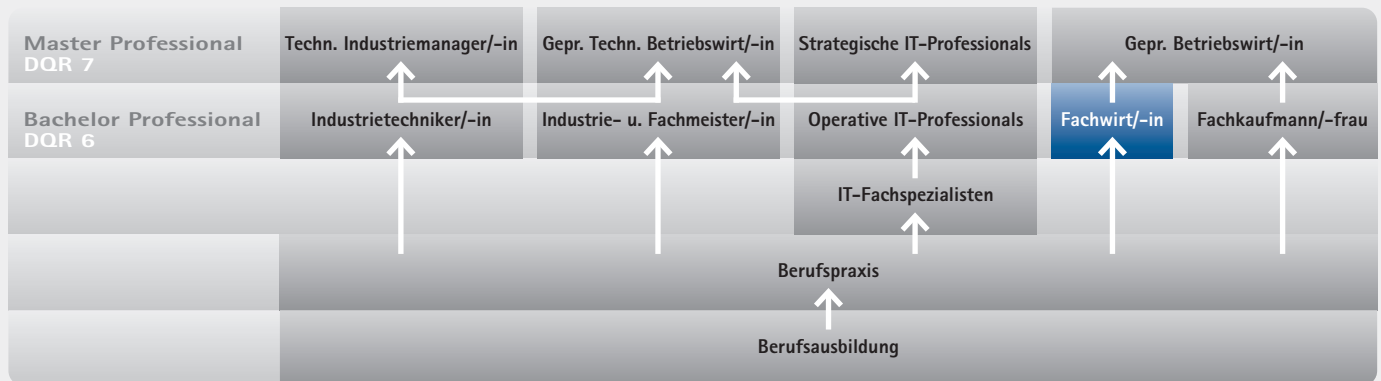 Master Professional
DQR 7
Techn. Industriemanager/-in
Gepr. Techn. Betriebswirt/-in
Strategische IT-Professionals
Gepr. Betriebswirt/-in
Bachelor Professional
DQR 6
Industrietechniker/-in
Industrie- u. Fachmeister/-in
Operative IT-Professionals
Fachwirt/-in
Fachkaufmann/-frau
IT-Fachspezialisten
Berufspraxis
Berufsausbildung